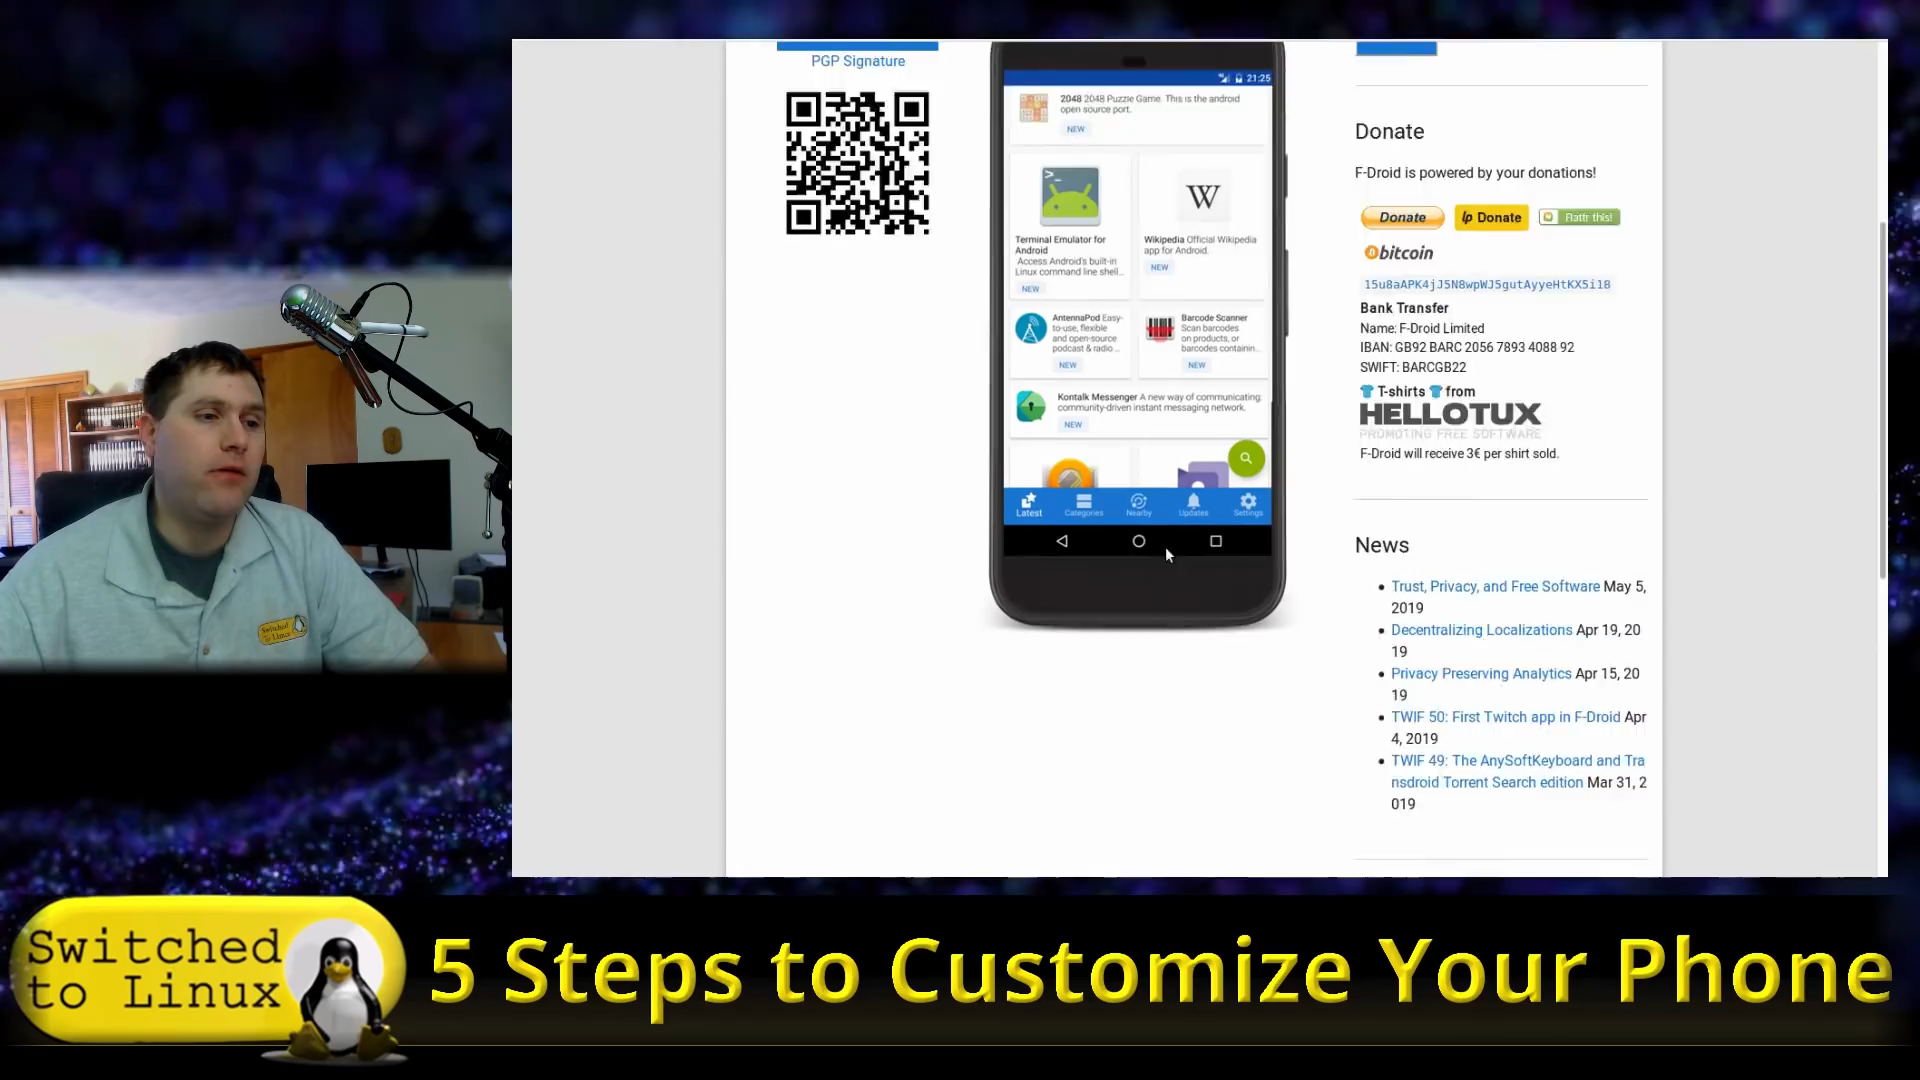 PGP Signature
21:25
2048 2048 Puzzle Game. This is the android
open source port.
NEW
>_
Terminal Emulator for
Android
Access Android's built-in
Linux command line shell...
NEW
W
Wikipedia Official Wikipedia
app for Android.
NEW
AntennaPod Easy-
to-use, flexible
and open-source
podcast & radio ...
NEW
Barcode Scanner
Scan barcodes
on products, or
barcodes containin...
NEW
Kontalk Messenger A new way of communicating:
community-driven instant messaging network.
NEW
Latest
Categories
Nearby
Updates
Settings
Donate
F-Droid is powered by your donations!
Donate
lp Donate
Flattr this!
bitcoin
15u8aAPK4jJ5N8wpWJ5gutAyyeHtKX5i18
Bank Transfer
Name: F-Droid Limited
IBAN: GB92 BARC 2056 7893 4088 92
SWIFT: BARCGB22
T-shirts from
HELLOTUX
PROMOTING FREE SOFTWARE
F-Droid will receive 3€ per shirt sold.
News
Trust, Privacy, and Free Software May 5,
2019
Decentralizing Localizations Apr 19, 20
19
Privacy Preserving Analytics Apr 15, 20
19
TWIF 50: First Twitch app in F-Droid Apr
4, 2019
TWIF 49: The AnySoftKeyboard and Tra
nsdroid Torrent Search edition Mar 31, 2
019
Switched
to Linux
Switched
to Linux
5 Steps to Customize Your Phone